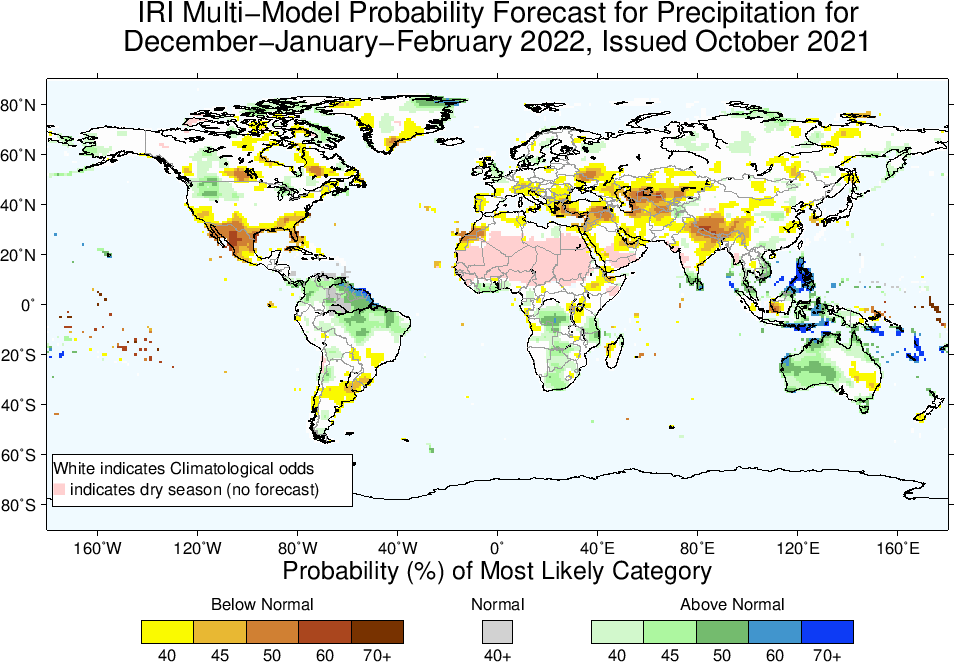 IRI Multi−Model Probability Forecast for Precipitation for
December−January−February 2022, Issued October 2021
80˚N
60˚N
40˚N
20˚N
0˚
20˚S
40˚S
60˚S
80˚S
White indicates Climatological odds
indicates dry season (no forecast)
160˚W 120˚W 80˚W 40˚W 0˚ 40˚E 80˚E 120˚E 160˚E
Probability (%) of Most Likely Category
Below Normal Normal Above Normal
40 45 50 60 70+ 40+ 40 45 50 60 70+